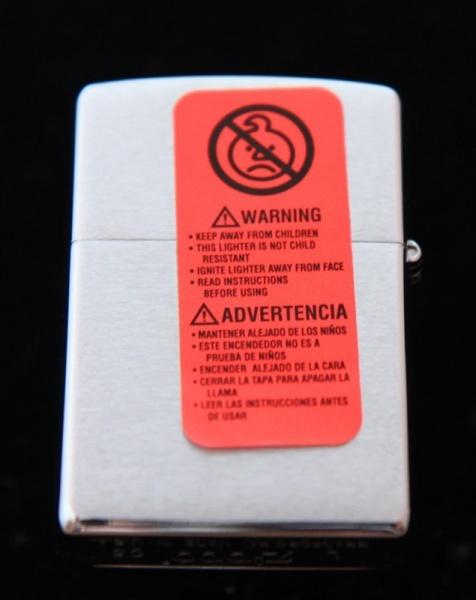 ⚠WARNING
• KEEP AWAY FROM CHILDREN
• THIS LIGHTER IS NOT CHILD
RESISTANT
• IGNITE LIGHTER AWAY FROM FACE
• READ INSTRUCTIONS
BEFORE USING
⚠ADVERTENCIA
• MANTENER ALEJADO DE LOS NIÑOS
• ESTE ENCENDEDOR NO ES A
PRUEBA DE NIÑOS
• ENCENDER ALEJADO DE LA CARA
• CERRAR LA TAPA PARA APAGAR LA
LLAMA
• LEER LAS INSTRUCCIONES ANTES
DE USAR